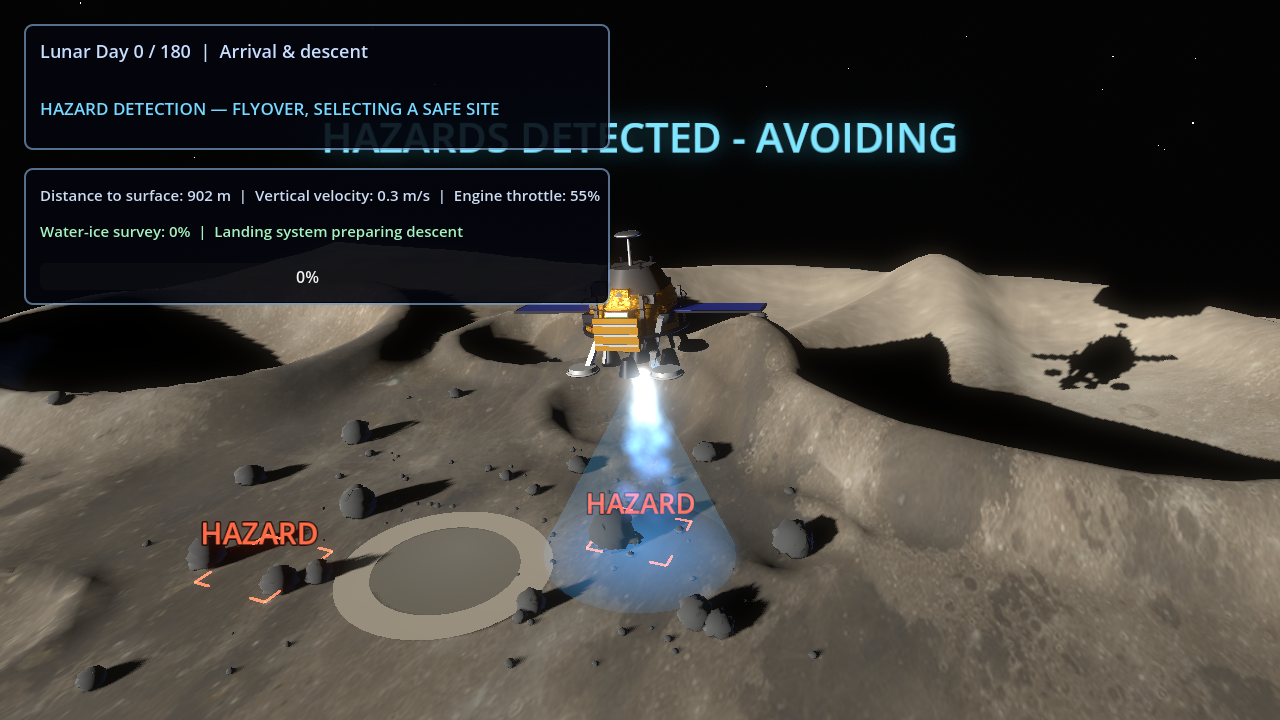 Lunar Day 0 / 180 | Arrival & descent
HAZARD DETECTION — FLYOVER, SELECTING A SAFE SITE
HAZARDS DETECTED - AVOIDING
Distance to surface: 902 m | Vertical velocity: 0.3 m/s | Engine throttle: 55%
Water-ice survey: 0% | Landing system preparing descent
0%
HAZARD
HAZARD